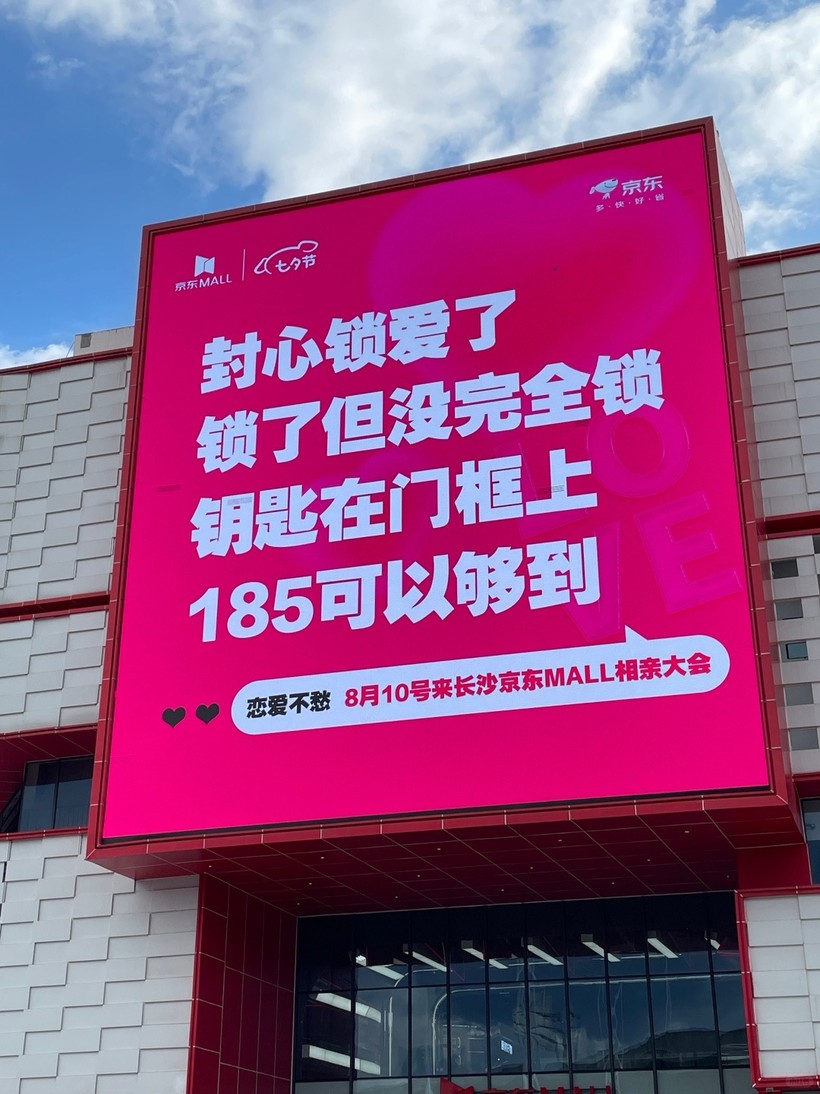 京东
多·快·好·省
京东MALL
七夕节
封心锁爱了
锁了但没完全锁
钥匙在门框上
185可以够到
恋爱不愁 8月10号来长沙京东MALL相亲大会